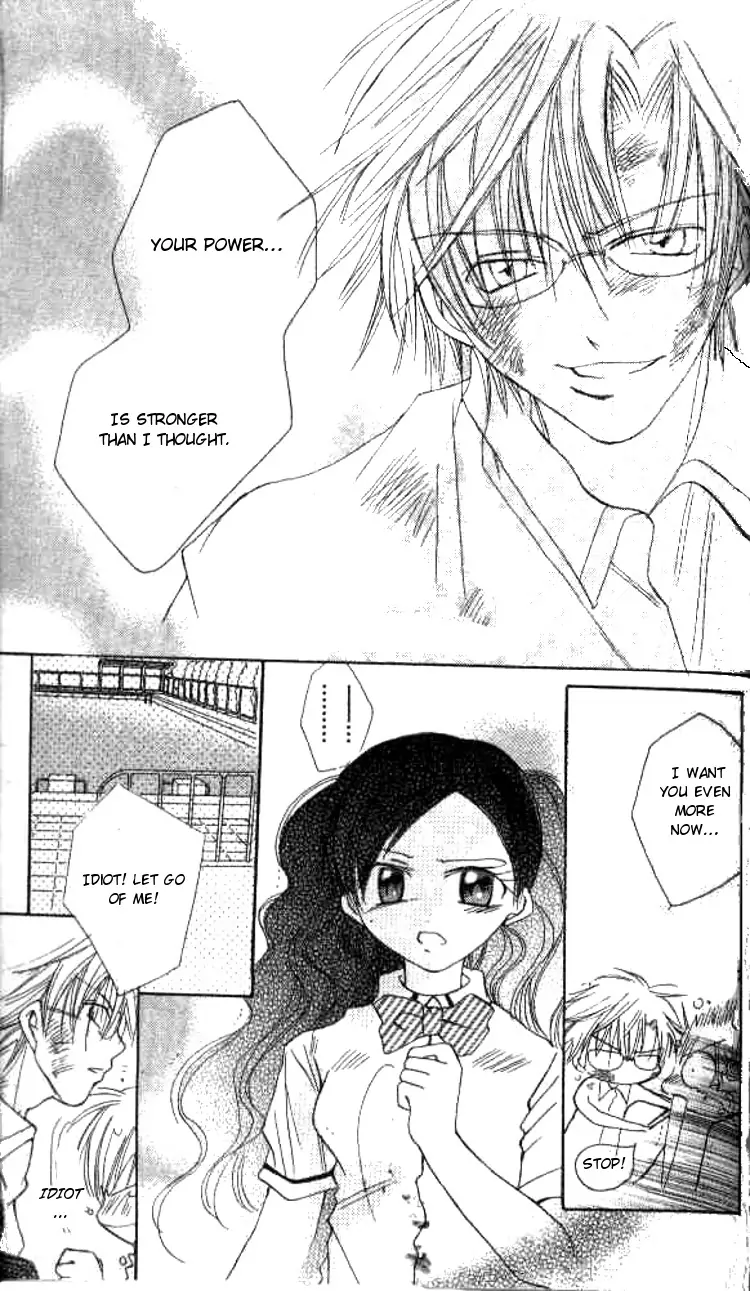 YOUR POWER...
IS STRONGER
THAN I THOUGHT.
I WANT
YOU EVEN
MORE
NOW...
STOP!
IDIOT! LET GO
OF ME!
IDIOT
...